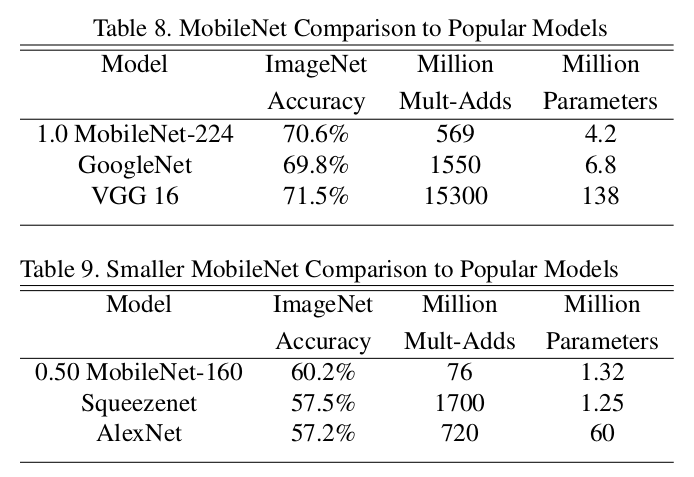 Table 8. MobileNet Comparison to Popular Models
Model ImageNet Million Million
Accuracy Mult-Adds Parameters
1.0 MobileNet-224 70.6% 569 4.2
GoogleNet 69.8% 1550 6.8
VGG 16 71.5% 15300 138
Table 9. Smaller MobileNet Comparison to Popular Models
Model ImageNet Million Million
Accuracy Mult-Adds Parameters
0.50 MobileNet-160 60.2% 76 1.32
Squeezenet 57.5% 1700 1.25
AlexNet 57.2% 720 60